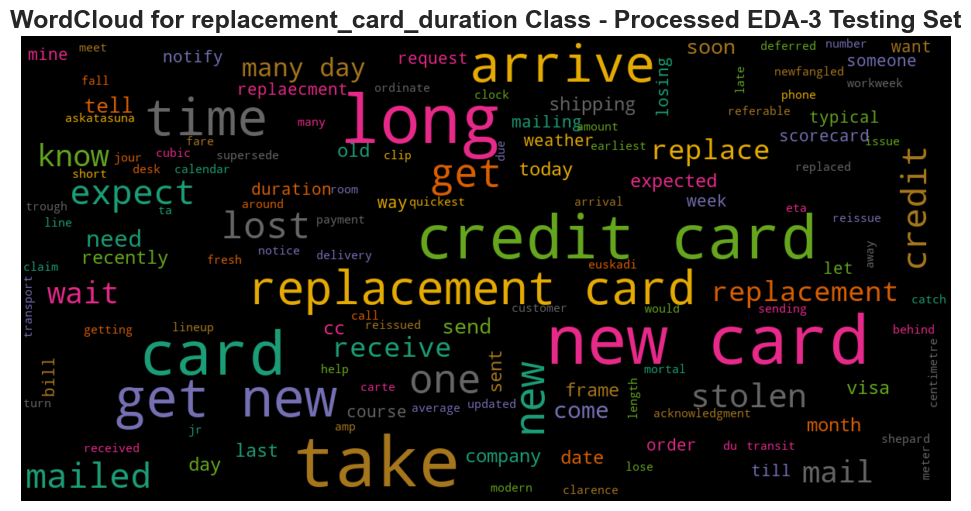 WordCloud for replacement_card_duration Class - Processed EDA-3 Testing Set
mine
meet
notify
many day
request
arrive
soon
deferred
number
want
someone
fall
tell
replaecment
ordinate
losing
late
newfangled
workweek
askatasuna
time
long
clock
shipping
phone
referable
typical
many
mailing
amount
scorecard
issue
fare
know
jour
cubic
supersede
old
clip
due
weather
earliest
replace
short
desk
calendar
get
today
expected
replaced
credit
expect
duration
room
way
quickest
arrival
week
eta
reissue
trough
ta
around
lost
payment
line
need
recently
fresh
notice
delivery
credit card
euskadi
let
away
claim
transport
wait
replacement card
customer
would
replacement
sending
catch
getting
lineup
call
cc
reissued
send
new card
behind
card
receive
help
bill
sent
new
mortal
centimetre
turn
get new
carte
one
frame
length
stolen
visa
course
average
updated
come
acknowledgment
jr
amp
month
received
last
take
company
order
du transit
shepard
mailed
day
date
lose
till
mail
meter
modern
clarence